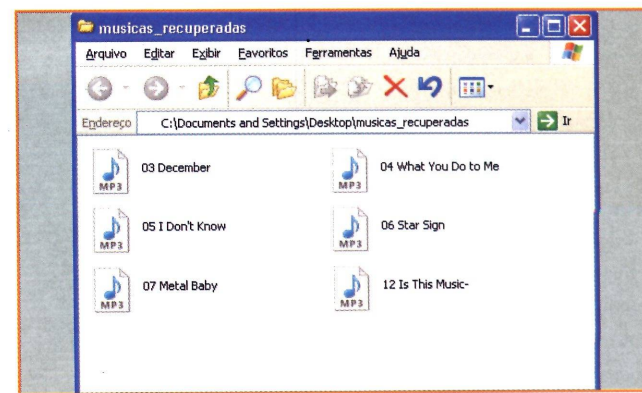 musicas_recuperadas
Arquivo Editar Exibir Favoritos Ferramentas Ajuda
Endereço C:\Documents and Settings\Desktop\musicas_recuperadas Ir
MP3 03 December MP3 04 What You Do to Me
MP3 05 I Don't Know MP3 06 Star Sign
MP3 07 Metal Baby MP3 12 Is This Music-